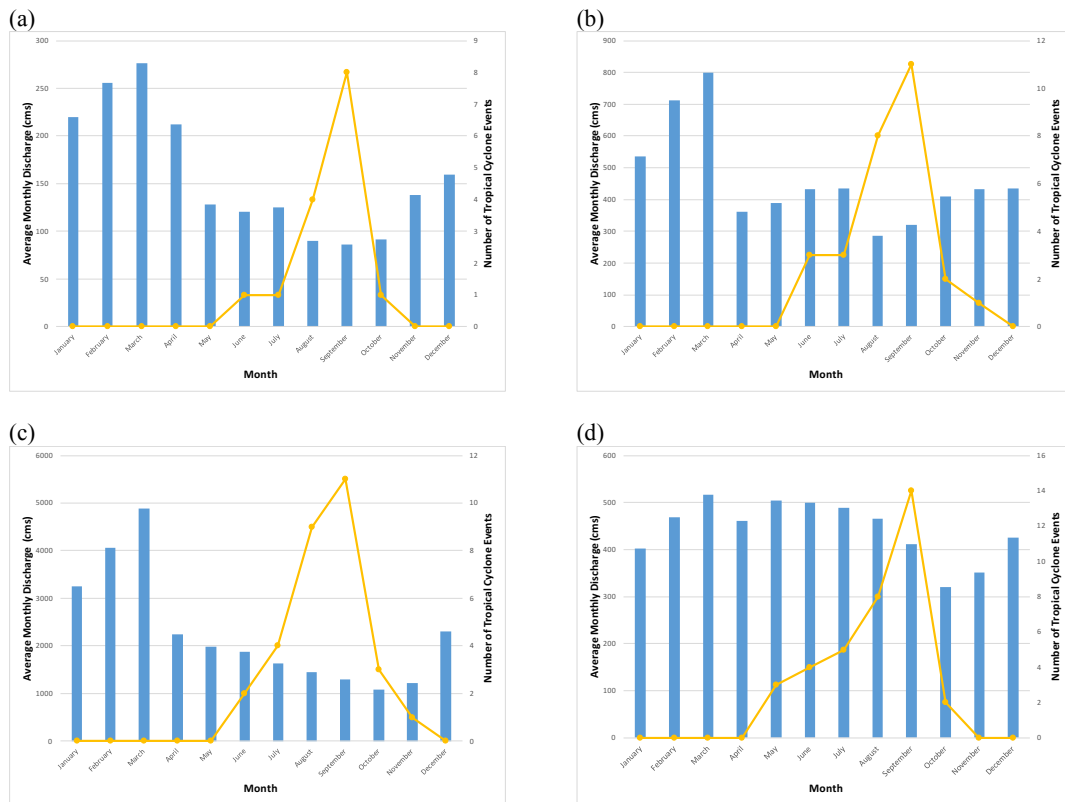 (a)
300
250
200
150
100
50
0
9
8
7
6
5
4
3
2
1
0
Average Monthly Discharge (cms)
Number of Tropical Cyclone Events
January
February
March
April
May
June
July
August
September
October
November
December
Month
(b)
900
800
700
600
500
400
300
200
100
0
12
10
8
6
4
2
0
Average Monthly Discharge (cms)
Number of Tropical Cyclone Events
January
February
March
April
May
June
July
August
September
October
November
December
Month
(c)
6000
5000
4000
3000
2000
1000
0
12
10
8
6
4
2
0
Average Monthly Discharge (cms)
Number of Tropical Cyclone Events
January
February
March
April
May
June
July
August
September
October
November
December
Month
(d)
600
500
400
300
200
100
0
16
14
12
10
8
6
4
2
0
Average Monthly Discharge (cms)
Number of Tropical Cyclone Events
January
February
March
April
May
June
July
August
September
October
November
December
Month